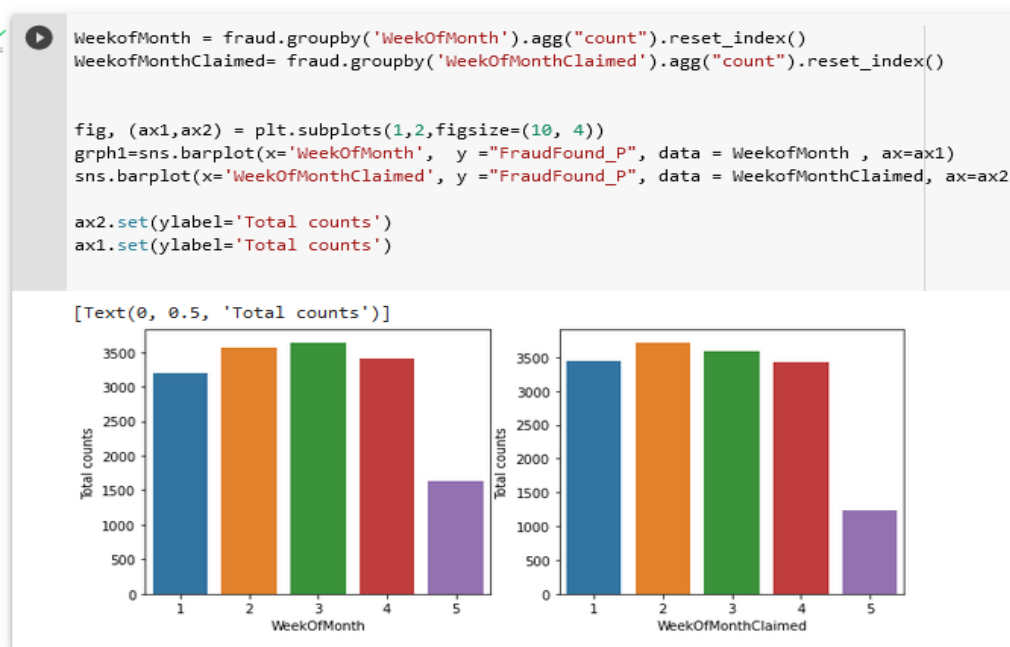 WeekofMonth = fraud.groupby('WeekOfMonth').agg("count").reset_index()
WeekofMonthClaimed= fraud.groupby('WeekOfMonthClaimed').agg("count").reset_index()
fig, (ax1,ax2) = plt.subplots(1,2,figsize=(10, 4))
grph1=sns.barplot(x='WeekOfMonth',  y ="FraudFound_P", data = WeekofMonth , ax=ax1)
sns.barplot(x='WeekOfMonthClaimed', y ="FraudFound_P", data = WeekofMonthClaimed, ax=ax2
ax2.set(ylabel='Total counts')
ax1.set(ylabel='Total counts')
[Text(0, 0.5, 'Total counts')]
Total counts
3500
3000
2500
2000
1500
1000
500
0
1 2 3 4 5
WeekOfMonth
Total counts
3500
3000
2500
2000
1500
1000
500
0
1 2 3 4 5
WeekOfMonthClaimed